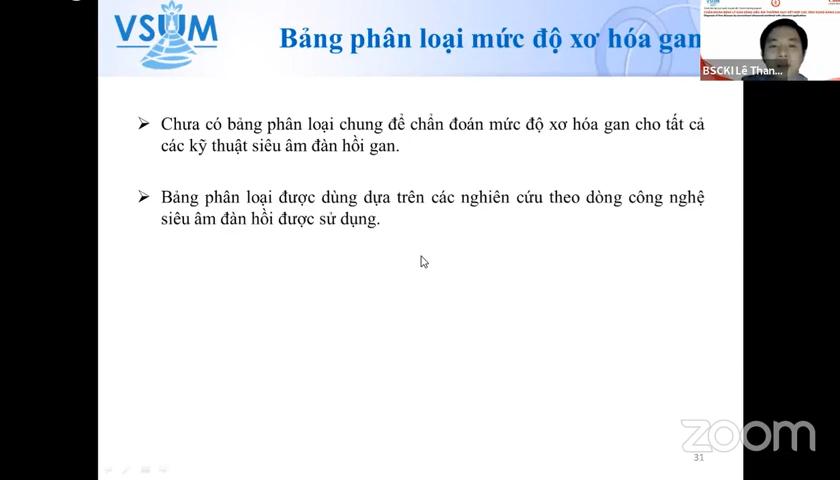 VSUM
Bảng phân loại mức độ xơ hóa gan
BSCKI Lê Than...
➢ Chưa có bảng phân loại chung để chẩn đoán mức độ xơ hóa gan cho tất cả
các kỹ thuật siêu âm đàn hồi gan.
➢ Bảng phân loại được dùng dựa trên các nghiên cứu theo dòng công nghệ
siêu âm đàn hồi được sử dụng.
zoom
31